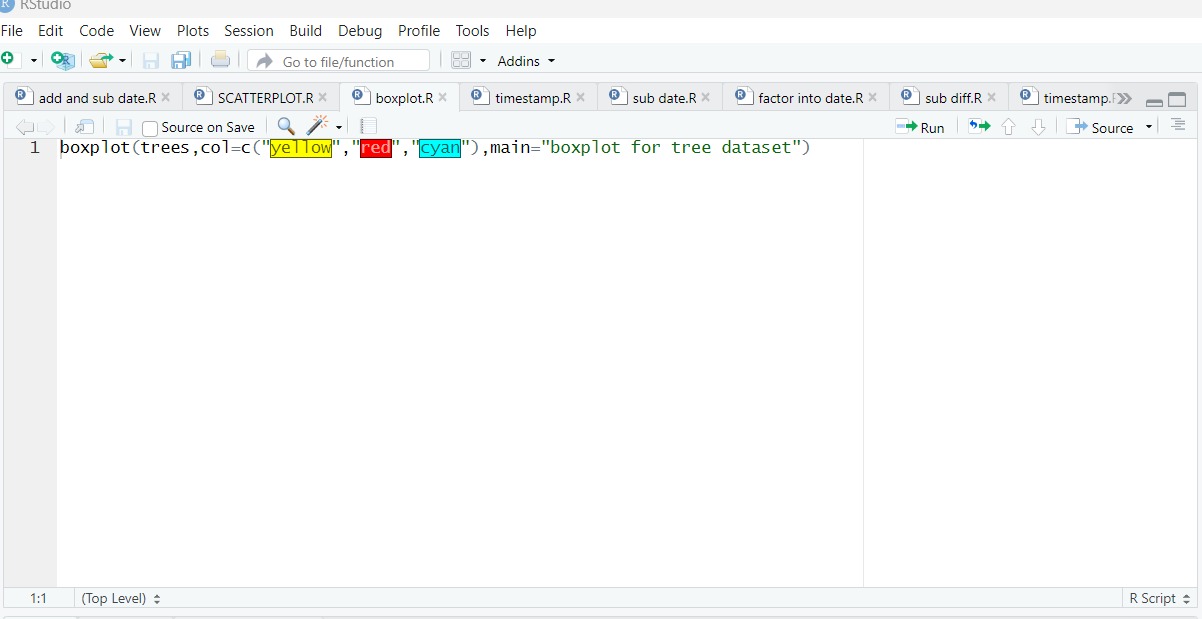 R RStudio
File Edit Code View Plots Session Build Debug Profile Tools Help
R Go to file/function Addins
R add and sub date.R R SCATTERPLOT.R R boxplot.R R timestamp.R R sub date.R R factor into date.R R sub diff.R R timestamp.
Source on Save Run Source
1 boxplot(trees,col=c("yellow","red","cyan"),main="boxplot for tree dataset")
1:1 (Top Level) R Script